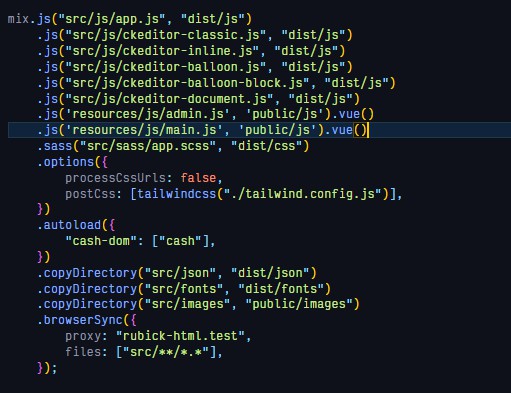 mix.js("src/js/app.js", "dist/js")
    .js("src/js/ckeditor-classic.js", "dist/js")
    .js("src/js/ckeditor-inline.js", "dist/js")
    .js("src/js/ckeditor-balloon.js", "dist/js")
    .js("src/js/ckeditor-balloon-block.js", "dist/js")
    .js("src/js/ckeditor-document.js", "dist/js")
    .js('resources/js/admin.js', 'public/js').vue()
    .js('resources/js/main.js', 'public/js').vue()
    .sass("src/sass/app.scss", "dist/css")
    .options({
        processCssUrls: false,
        postCss: [tailwindcss("./tailwind.config.js")],
    })
    .autoload({
        "cash-dom": ["cash"],
    })
    .copyDirectory("src/json", "dist/json")
    .copyDirectory("src/fonts", "dist/fonts")
    .copyDirectory("src/images", "public/images")
    .browserSync({
        proxy: "rubick-html.test",
        files: ["src/**/*.*"],
    });